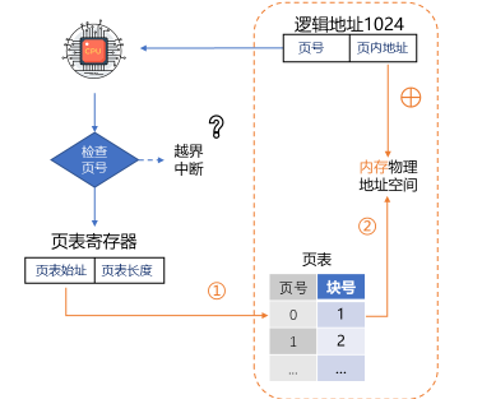 逻辑地址1024
页号 页内地址
CPU
?
检查
页号
越界
中断
内存物理
地址空间
页表寄存器
页表始址 页表长度
①
②
页表
页号 块号
0 1
1 2
... ...